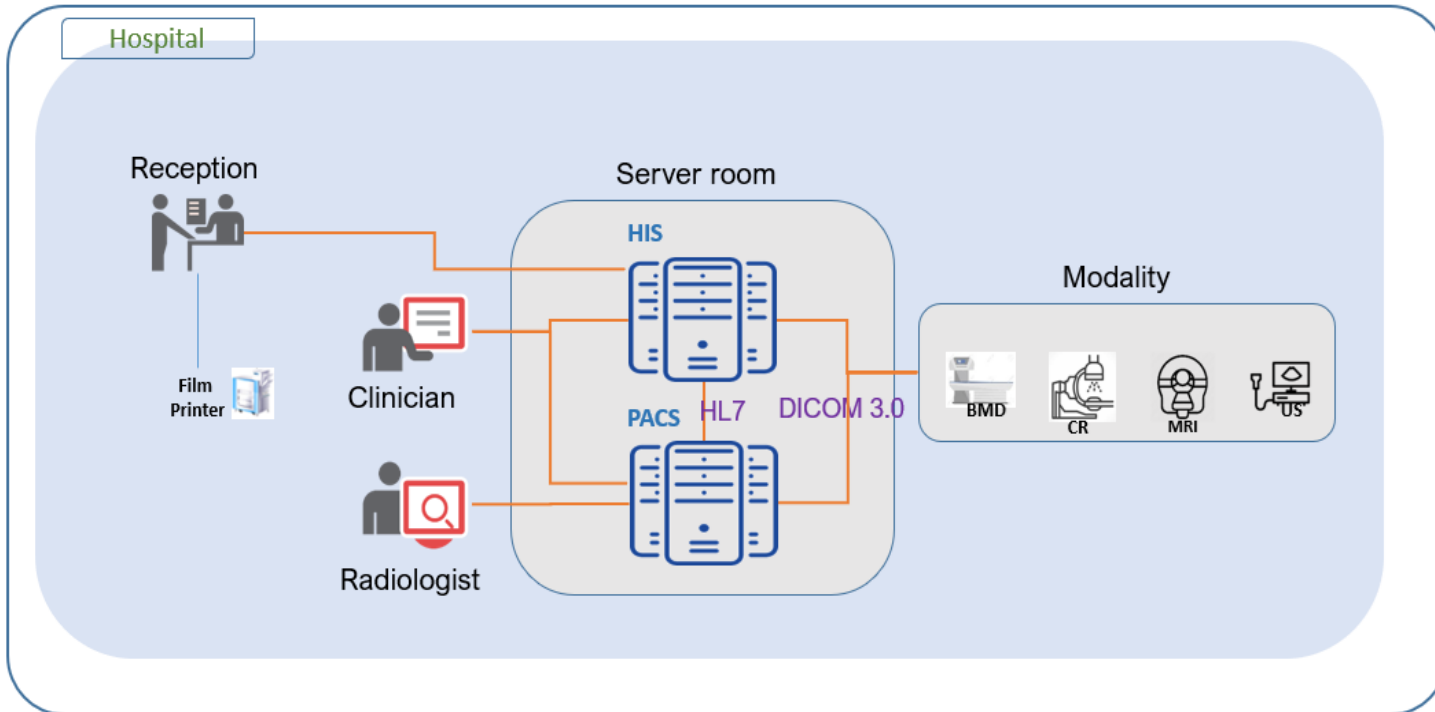 Hospital
Reception
Server room
HIS
Modality
Film
Printer
Clinician
PACS
HL7
DICOM 3.0
BMD
CR
MRI
US
Radiologist